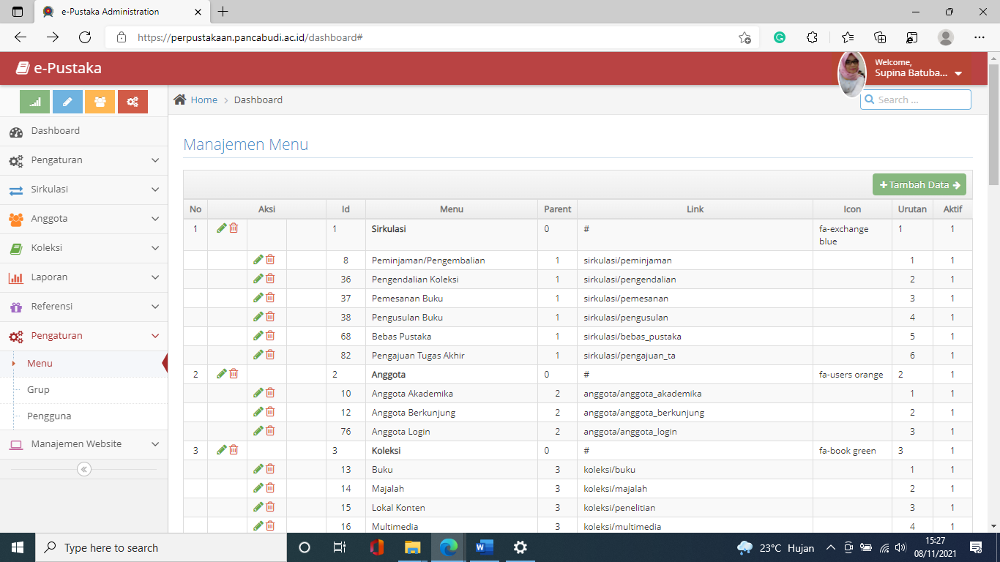 e-Pustaka Administration
https://perpustakaan.pancabudi.ac.id/dashboard#
e-Pustaka
Welcome,
Supina Batuba...
Home > Dashboard
Search ...
Dashboard
Pengaturan
Sirkulasi
Anggota
Koleksi
Laporan
Referensi
Pengaturan
Menu
Grup
Pengguna
Manajemen Website
Manajemen Menu
Tambah Data
No Aksi Id Menu Parent Link Icon Urutan Aktif
1 1 Sirkulasi 0 # fa-exchange blue 1 1
8 Peminjaman/Pengembalian 1 sirkulasi/peminjaman 1 1
36 Pengendalian Koleksi 1 sirkulasi/pengendalian 2 1
37 Pemesanan Buku 1 sirkulasi/pemesanan 3 1
38 Pengusulan Buku 1 sirkulasi/pengusulan 4 1
68 Bebas Pustaka 1 sirkulasi/bebas_pustaka 5 1
82 Pengajuan Tugas Akhir 1 sirkulasi/pengajuan_ta 6 1
2 2 Anggota 0 # fa-users orange 2 1
10 Anggota Akademika 2 anggota/anggota_akademika 1 1
12 Anggota Berkunjung 2 anggota/anggota_berkunjung 2 1
76 Anggota Login 2 anggota/anggota_login 3 1
3 3 Koleksi 0 # fa-book green 3 1
13 Buku 3 koleksi/buku 1 1
14 Majalah 3 koleksi/majalah 2 1
15 Lokal Konten 3 koleksi/penelitian 3 1
16 Multimedia 3 koleksi/multimedia 4 1
Type here to search
23°C Hujan
15:27
08/11/2021